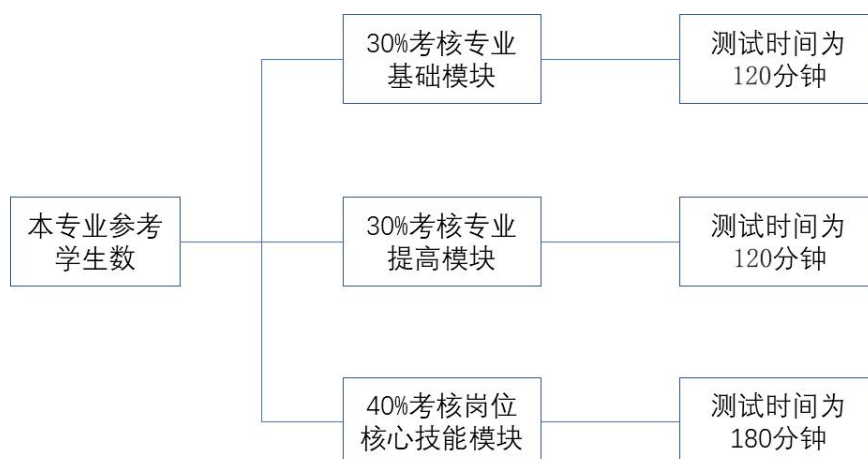 本专业参考
学生数
30%考核专业
基础模块
测试时间为
120分钟
30%考核专业
提高模块
测试时间为
120分钟
40%考核岗位
核心技能模块
测试时间为
180分钟